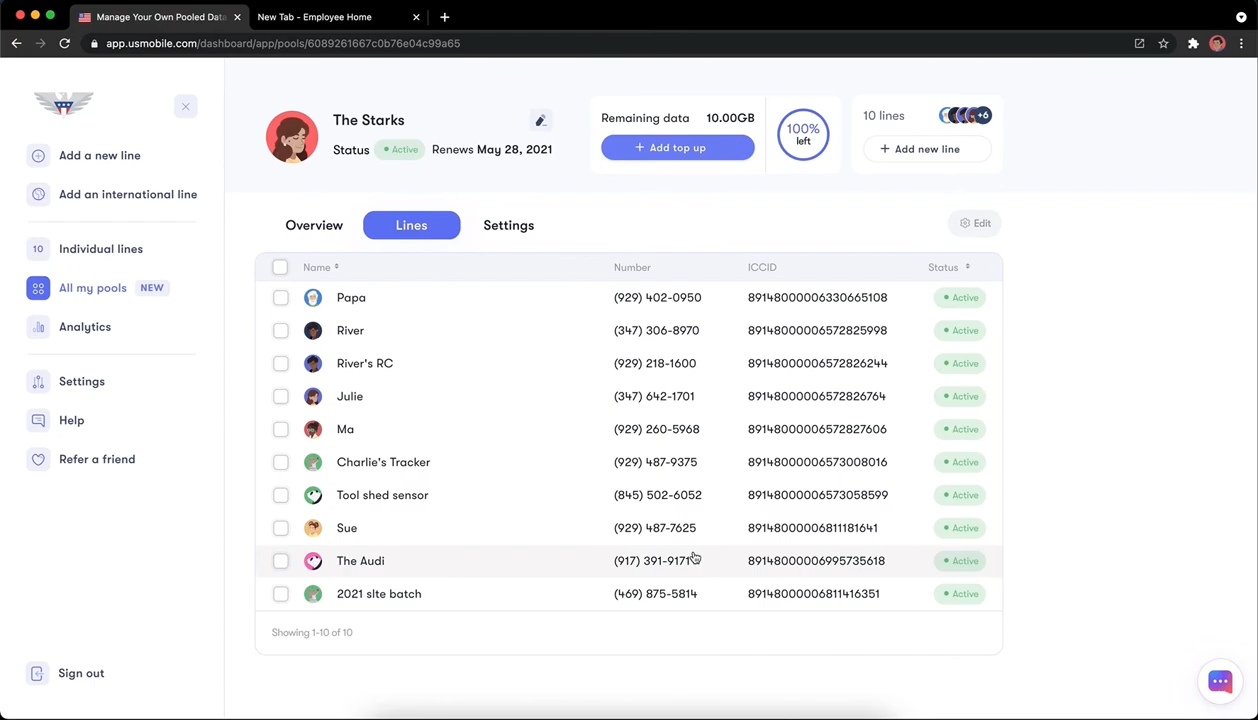 Manage Your Own Pooled Data
New Tab - Employee Home
app.usmobile.com/dashboard/app/pools/6089261667c0b76e04c99a65
Add a new line
Add an international line
10 Individual lines
All my pools NEW
Analytics
Settings
Help
Refer a friend
Sign out
The Starks
Status Active Renews May 28, 2021
Remaining data 10.00GB
+ Add top up
100%
left
10 lines +6
+ Add new line
Overview Lines Settings Edit
Name Number ICCID Status
Papa (929) 402-0950 89148000006330665108 Active
River (347) 306-8970 89148000006572825998 Active
River's RC (929) 218-1600 89148000006572826244 Active
Julie (347) 642-1701 89148000006572826764 Active
Ma (929) 260-5968 89148000006572827606 Active
Charlie's Tracker (929) 487-9375 89148000006573008016 Active
Tool shed sensor (845) 502-6052 89148000006573058599 Active
Sue (929) 487-7625 89148000006811181641 Active
The Audi (917) 391-9171 89148000006995735618 Active
2021 slte batch (469) 875-5814 89148000006811416351 Active
Showing 1-10 of 10